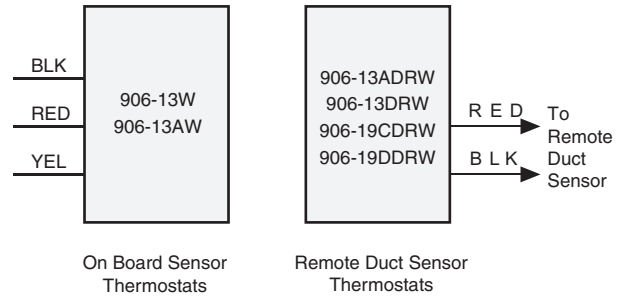 BLK
RED
YEL
906-13W
906-13AW
On Board Sensor
Thermostats
906-13ADRW
906-13DRW
906-19CDRW
906-19DDRW
R E D
B L K
To
Remote
Duct
Sensor
Remote Duct Sensor
Thermostats